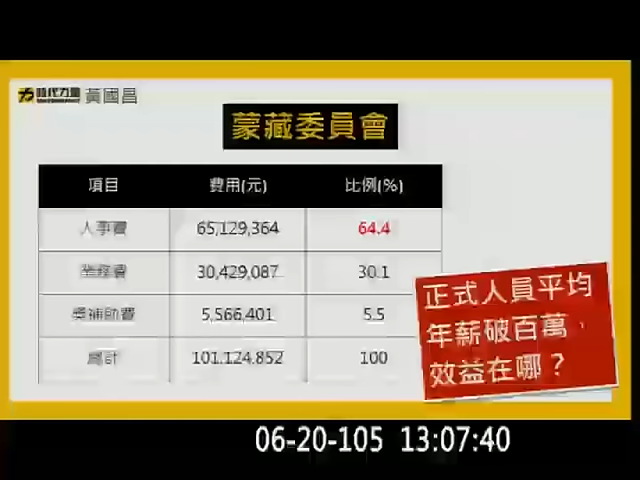 時代力量 黃國昌
蒙藏委員會
項目 費用(元) 比例(%)
人事費 65,129,364 64.4
業務費 30,429,087 30.1
獎補助費 5,566,401 5.5
總計 101,124,852 100
正式人員平均
年薪破百萬，
效益在哪？
06-20-105 13:07:40